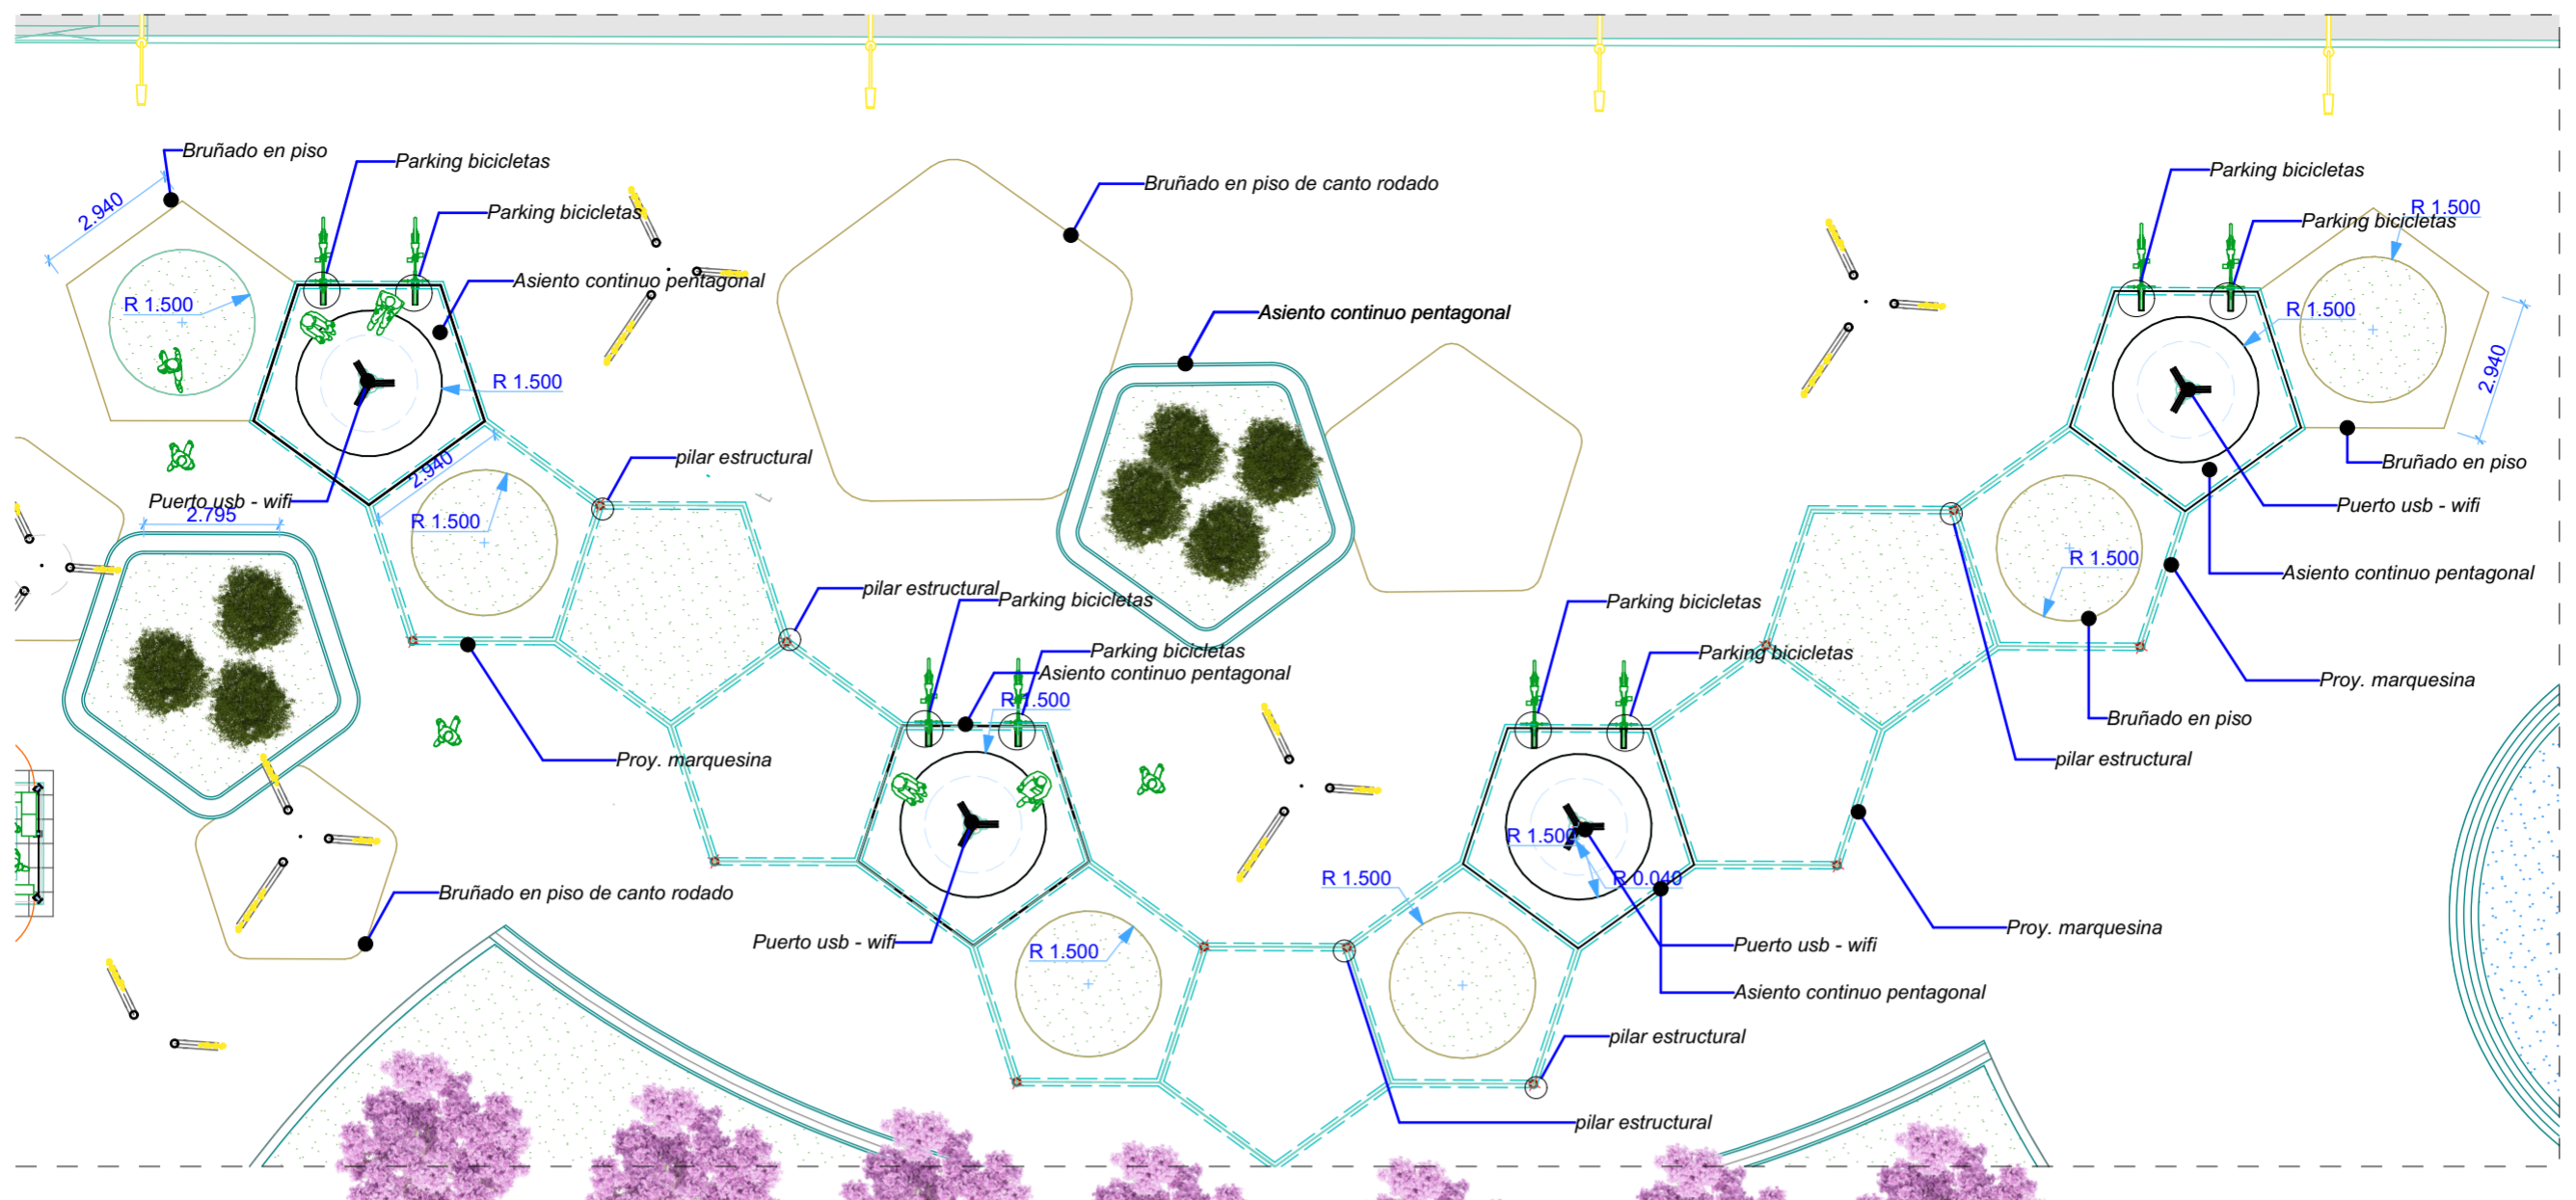 Bruñado en piso
Parking bicicletas
2.940
Parking bicicletas
R 1.500
Asiento continuo pentagonal
R 1.500
Puerto usb - wifi
2.795
2.940
R 1.500
pilar estructural
Bruñado en piso de canto rodado
Asiento continuo pentagonal
pilar estructural
Parking bicicletas
Parking bicicletas
Asiento continuo pentagonal
R 1.500
Proy. marquesina
Bruñado en piso de canto rodado
Puerto usb - wifi
R 1.500
Parking bicicletas
Parking bicicletas
R 1.500
R 0.040
R 1.500
Puerto usb - wifi
Asiento continuo pentagonal
pilar estructural
pilar estructural
Parking bicicletas
R 1.500
Parking bicicletas
R 1.500
2.940
Bruñado en piso
Puerto usb - wifi
R 1.500
Asiento continuo pentagonal
Proy. marquesina
Bruñado en piso
pilar estructural
Proy. marquesina